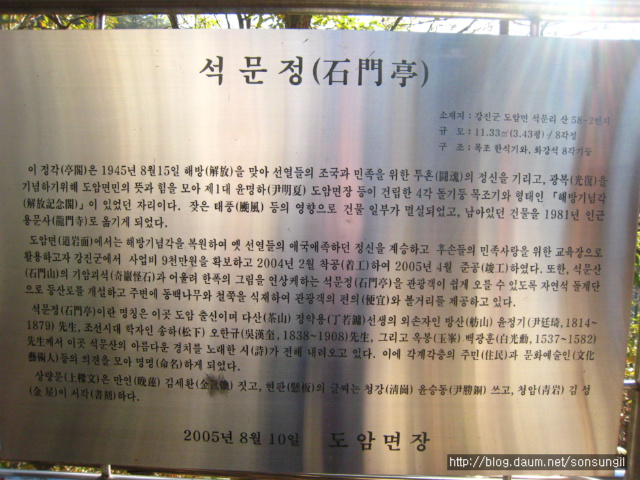 석문정(石門亭)
소재지: 강진군 도암면 석문리 산 58-2번지
규 모: 11.33㎡(3.43평) / 8각정
구 조: 목조 한식기와, 화강석 8각기둥
이 정각(亭閣)은 1945년 8월15일 해방(解放)을 맞아 선열들의 조국과 민족을 위한 투혼(鬪魂)의 정신을 기리고, 광복(光復)을
기념하기위해 도암면민의 뜻과 힘을 모아 제1대 윤명하(尹明夏) 도암면장 등이 건립한 4각 돌기둥 목조기와 형태인 「해방기념각
(解放記念閣)」이 있었던 자리이다. 잦은 태풍(颱風) 등의 영향으로 건물 일부가 멸실되었고, 남아있던 건물을 1981년 인근
용문사(龍門寺)로 옮기게 되었다.
도암면(道岩面)에서는 해방기념각을 복원하여 옛 선열들의 애국애족하던 정신을 계승하고 후손들의 민족사랑을 위한 교육장으로
활용하고자 강진군에서 사업비 9천만원을 확보하고 2004년 2월 착공(着工)하여 2005년 4월 준공(竣工)하였다. 또한, 석문산
(石門山)의 기암괴석(奇巖怪石)과 어울려 한폭의 그림을 연상케하는 석문정(石門亭)을 관광객이 쉽게 오를 수 있도록 자연석 돌계단
으로 등산로를 개설하고 주변에 동백나무와 철쭉을 식재하여 관광객의 편의(便宜)와 볼거리를 제공하고 있다.
석문정(石門亭)이란 명칭은 이곳 도암 출신이며 다산(茶山) 정약용(丁若鏞)선생의 외손자인 방산(舫山) 윤정기(尹廷琦, 1814~
1879) 先生, 조선시대 학자인 송하(松下) 오한규(吳漢奎, 1838~1908)先生, 그리고 옥봉(玉峯) 백광훈(白光勳, 1537~1582)
先生께서 이곳 석문산의 아름다운 경치를 노래한 시(詩)가 전해 내려오고 있다. 이에 각계각층의 주민(住民)과 문화예술인(文化
藝術人)등의 의견을 모아 명명(命名)하게 되었다.
상량문(上樑文)은 만연(晩蓮) 김세환 짓고, 현판(懸板)의 글씨는 청강(淸崗) 윤승동(尹勝銅) 쓰고, 청암(靑岩) 김 성
(金 星)이 서각(書刻)하다.
2005년 8월 10일 도암면장
http://blog.daum.net/sonsungil